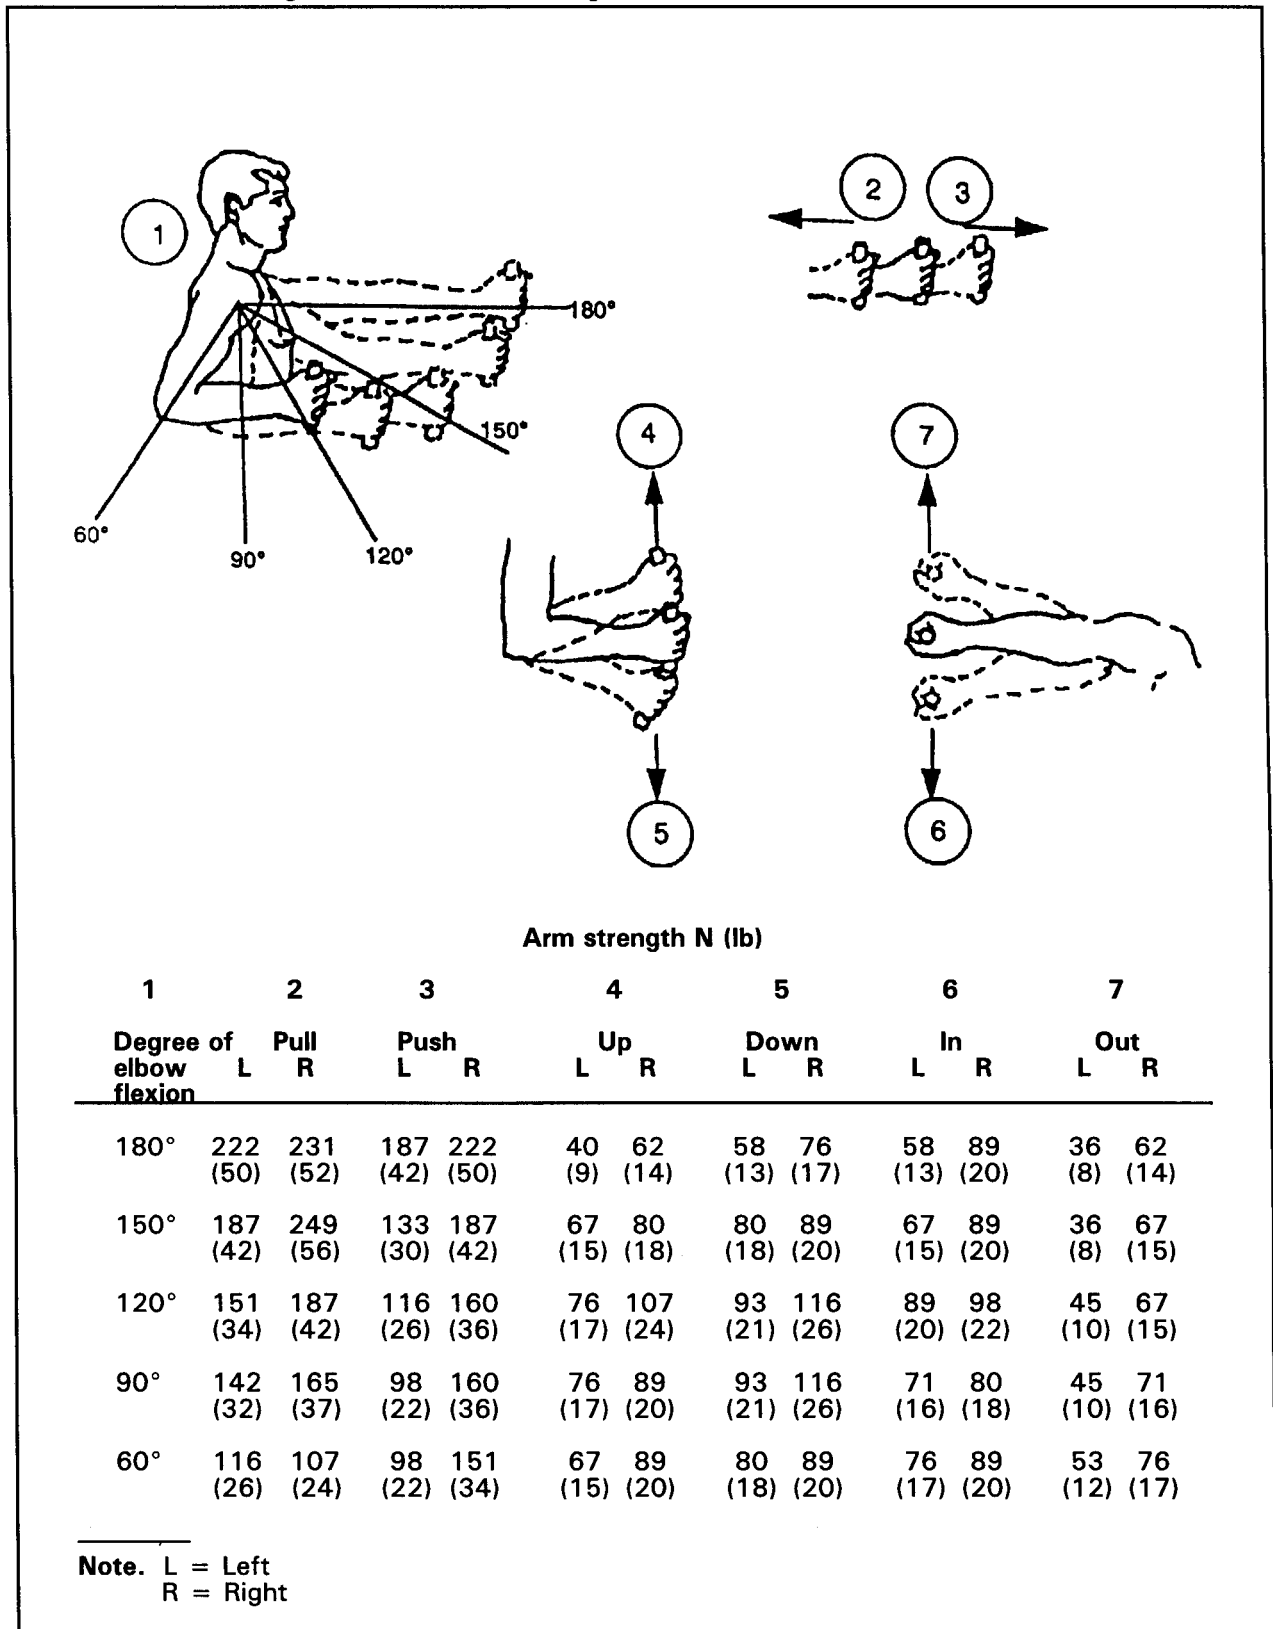 1
2
3
180°
150°
60°
90°
120°
4
7
5
6
Arm strength N (lb)
1 2 3 4 5 6 7
Degree of Pull Push Up Down In Out
elbow L R L R L R L R L R L R
flexion
180° 222 231 187 222 40 62 58 76 58 89 36 62
(50) (52) (42) (50) (9) (14) (13) (17) (13) (20) (8) (14)
150° 187 249 133 187 67 80 80 89 67 89 36 67
(42) (56) (30) (42) (15) (18) (18) (20) (15) (20) (8) (15)
120° 151 187 116 160 76 107 93 116 89 98 45 67
(34) (42) (26) (36) (17) (24) (21) (26) (20) (22) (10) (15)
90° 142 165 98 160 76 89 93 116 71 80 45 71
(32) (37) (22) (36) (17) (20) (21) (26) (16) (18) (10) (16)
60° 116 107 98 151 67 89 80 89 76 89 53 76
(26) (24) (22) (34) (15) (20) (18) (20) (17) (20) (12) (17)
Note. L = Left
R = Right